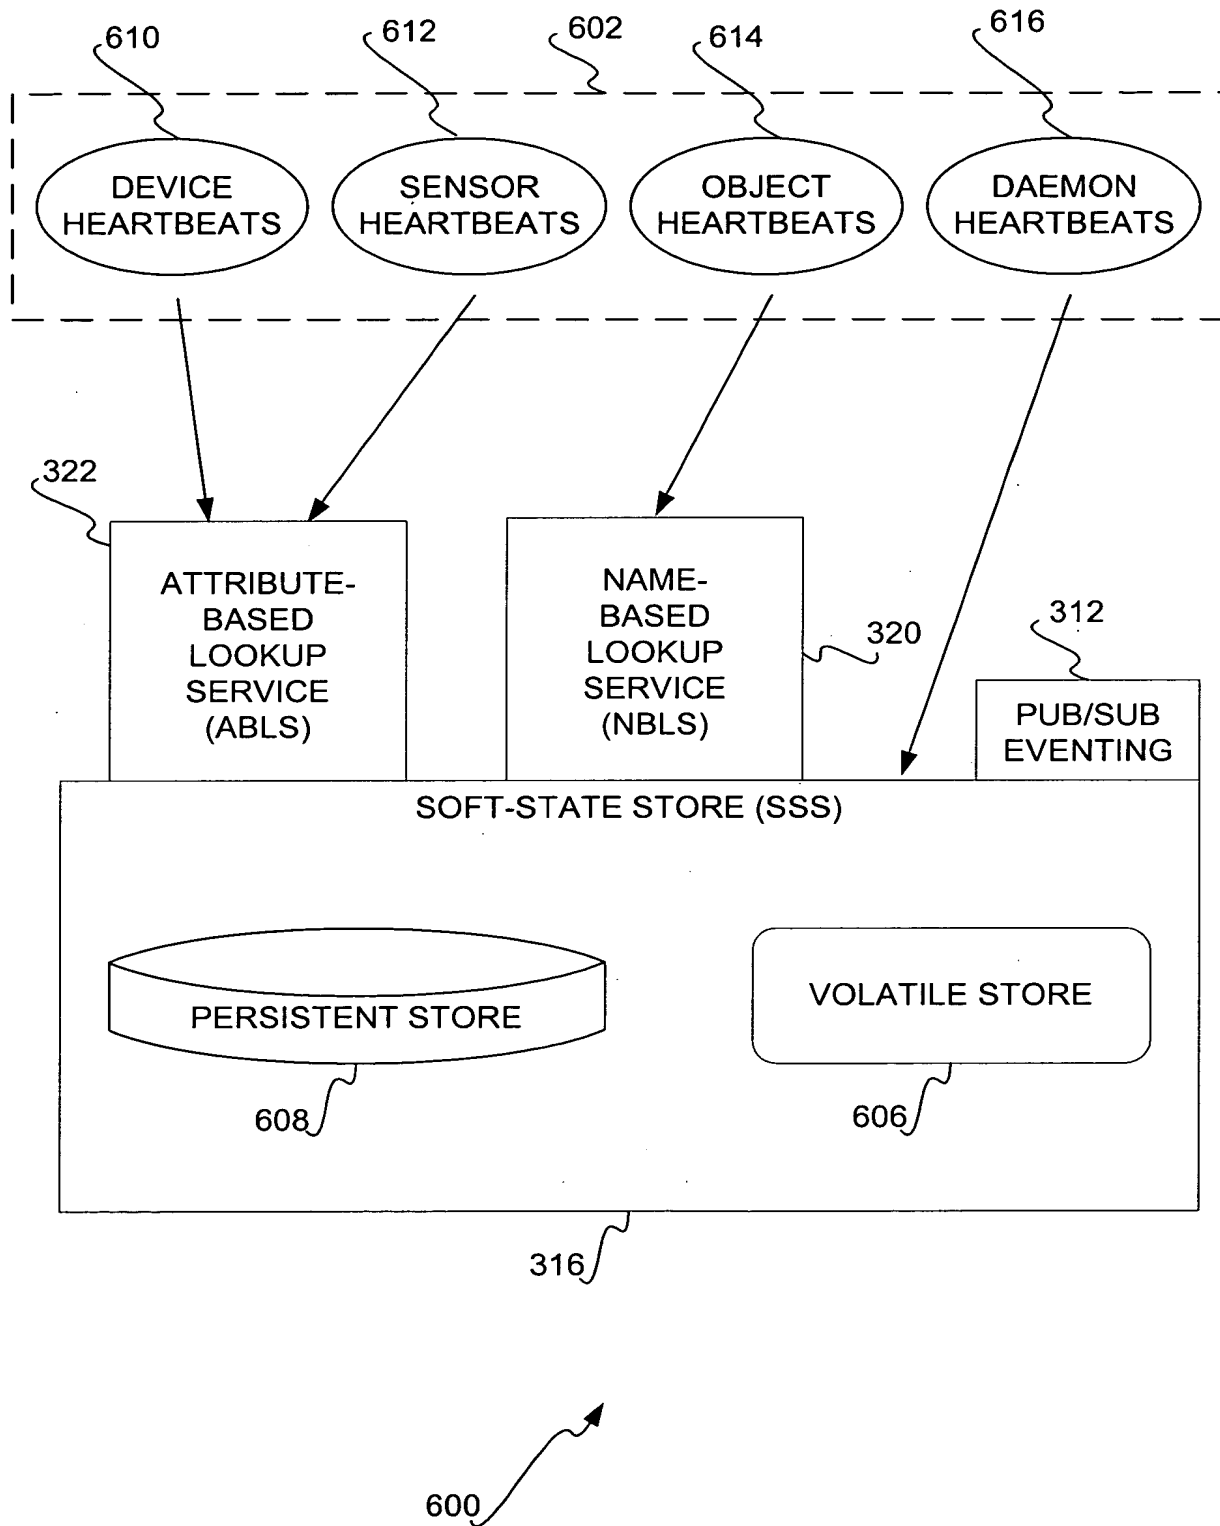 610
612
602
614
616
DEVICE
HEARTBEATS
SENSOR
HEARTBEATS
OBJECT
HEARTBEATS
DAEMON
HEARTBEATS
322
ATTRIBUTE-
BASED
LOOKUP
SERVICE
(ABLS)
NAME-
BASED
LOOKUP
SERVICE
(NBLS)
320
312
PUB/SUB
EVENTING
SOFT-STATE STORE (SSS)
PERSISTENT STORE
VOLATILE STORE
608
606
316
600